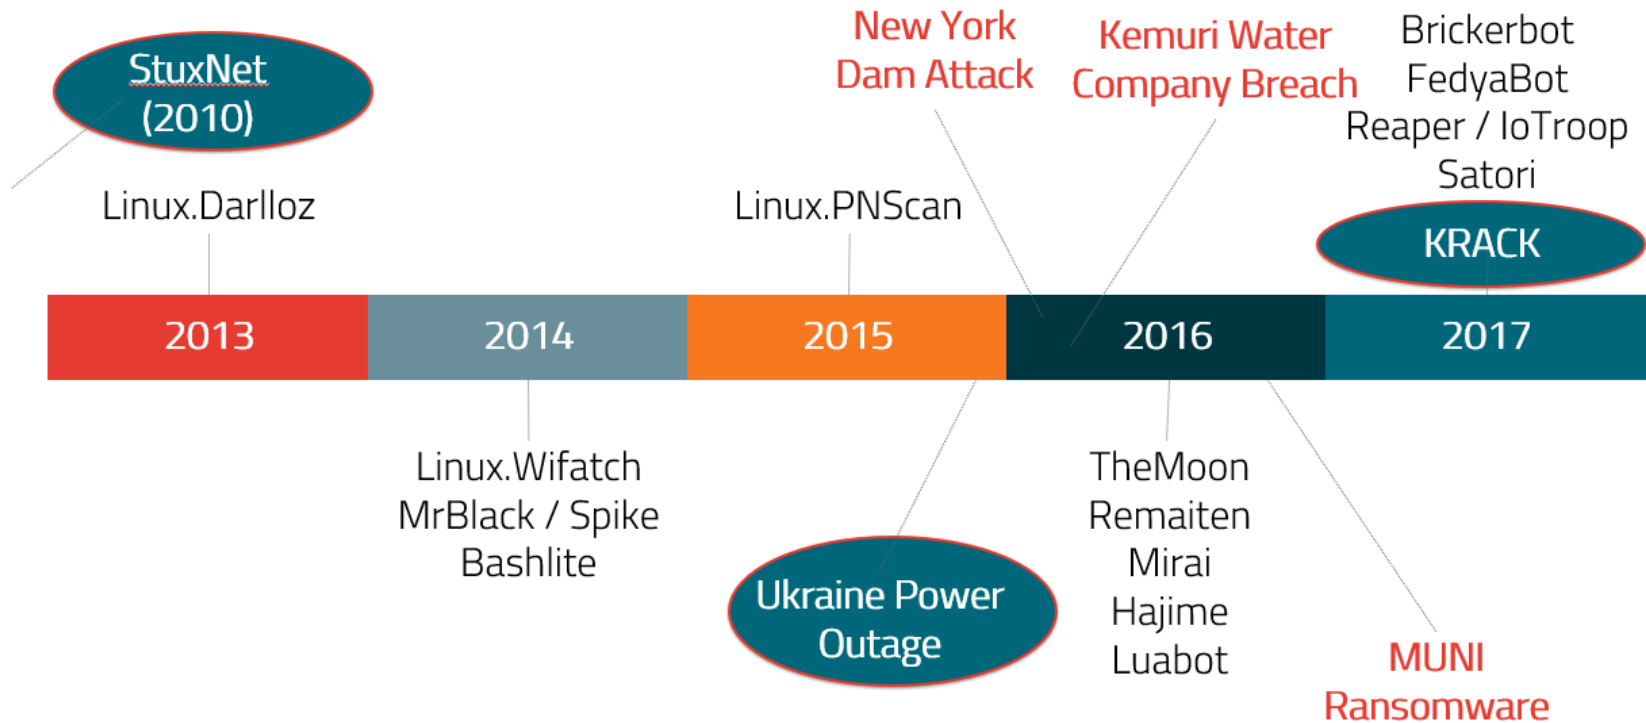 StuxNet
(2010)
Linux.Darlloz
Linux.PNScan
New York
Dam Attack
Kemuri Water
Company Breach
Brickerbot
FedyaBot
Reaper / IoTroop
Satori
KRACK
2013
2014
2015
2016
2017
Linux.Wifatch
MrBlack / Spike
Bashlite
Ukraine Power
Outage
TheMoon
Remaiten
Mirai
Hajime
Luabot
MUNI
Ransomware